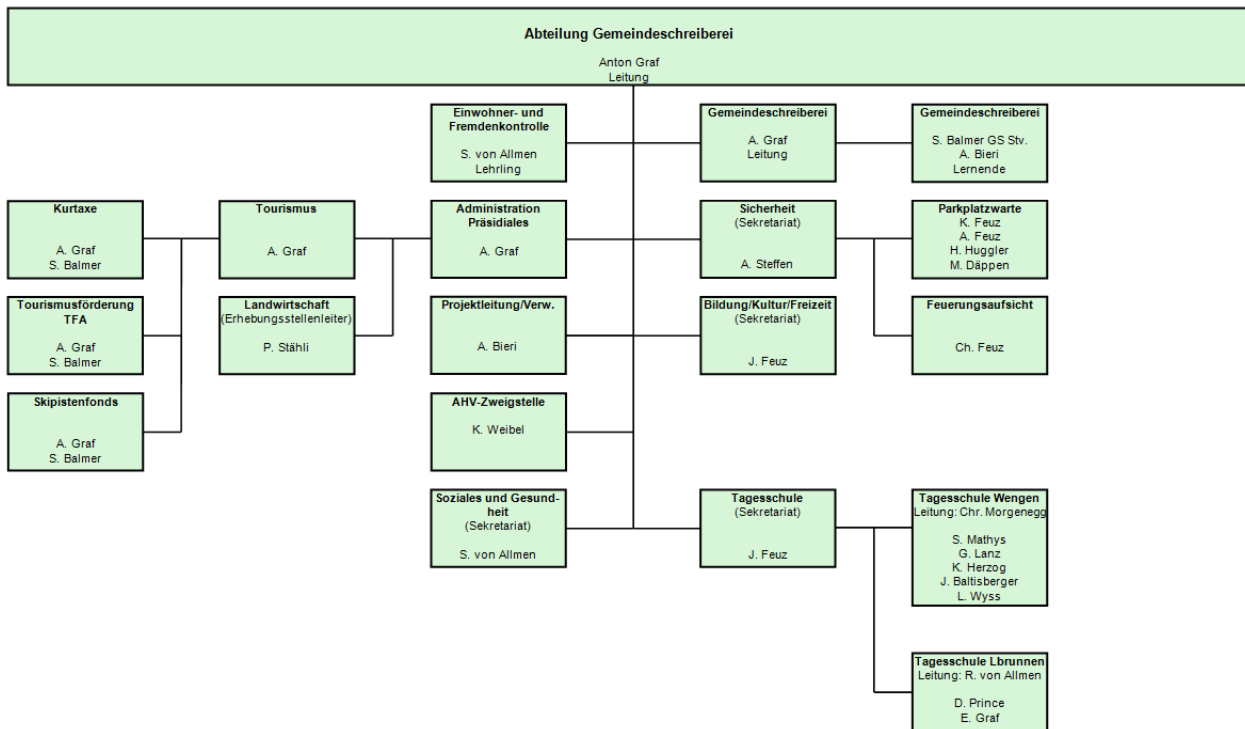 Abteilung Gemeindeschreiberei
Anton Graf
Leitung
Einwohner- und
Fremdenkontrolle
S. von Allmen
Lehrling
Gemeindeschreiberei
A. Graf
Leitung
Gemeindeschreiberei
S. Balmer GS Stv.
A. Bieri
Lernende
Kurtaxe
A. Graf
S. Balmer
Tourismus
A. Graf
Administration
Präsidiales
A. Graf
Sicherheit
(Sekretariat)
A. Steffen
Parkplatzwarte
K. Feuz
A. Feuz
H. Huggler
M. Däppen
Tourismusförderung
TFA
A. Graf
S. Balmer
Landwirtschaft
(Erhebungsstellenleiter)
P. Stähli
Projektleitung/Verw.
A. Bieri
Bildung/Kultur/Freizeit
(Sekretariat)
J. Feuz
Feuerungsaufsicht
Ch. Feuz
Skipistenfonds
A. Graf
S. Balmer
AHV-Zweigstelle
K. Weibel
Soziales und Gesund-
heit
(Sekretariat)
S. von Allmen
Tagesschule
(Sekretariat)
J. Feuz
Tagesschule Wengen
Leitung: Chr. Morgenegg
S. Mathys
G. Lanz
K. Herzog
J. Baltisberger
L. Wyss
Tagesschule Lbrunnen
Leitung: R. von Allmen
D. Prince
E. Graf